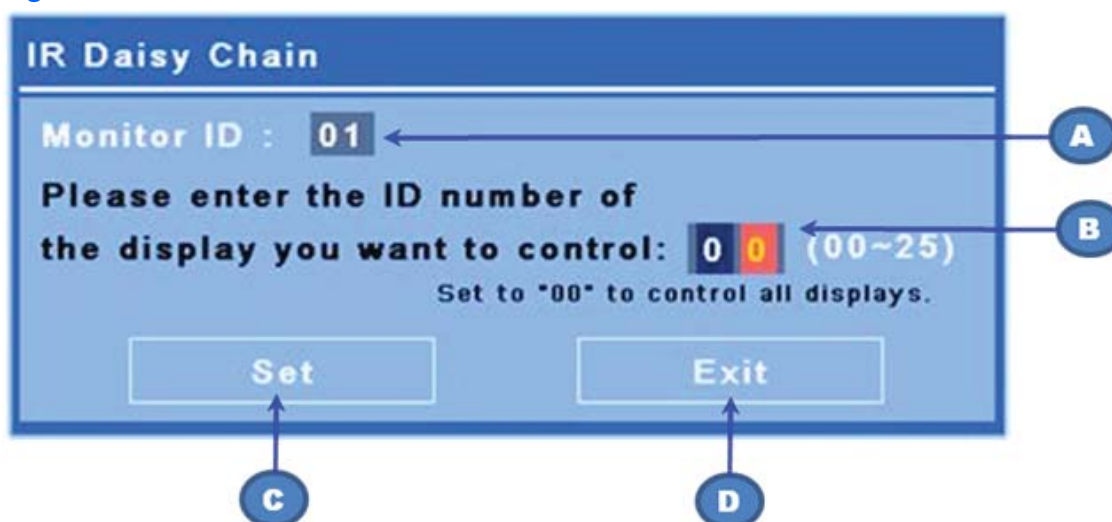 IR Daisy Chain
Monitor ID : 01
A
Please enter the ID number of
the display you want to control: 0 0 (00~25)
B
Set to "00" to control all displays.
Set Exit
C D